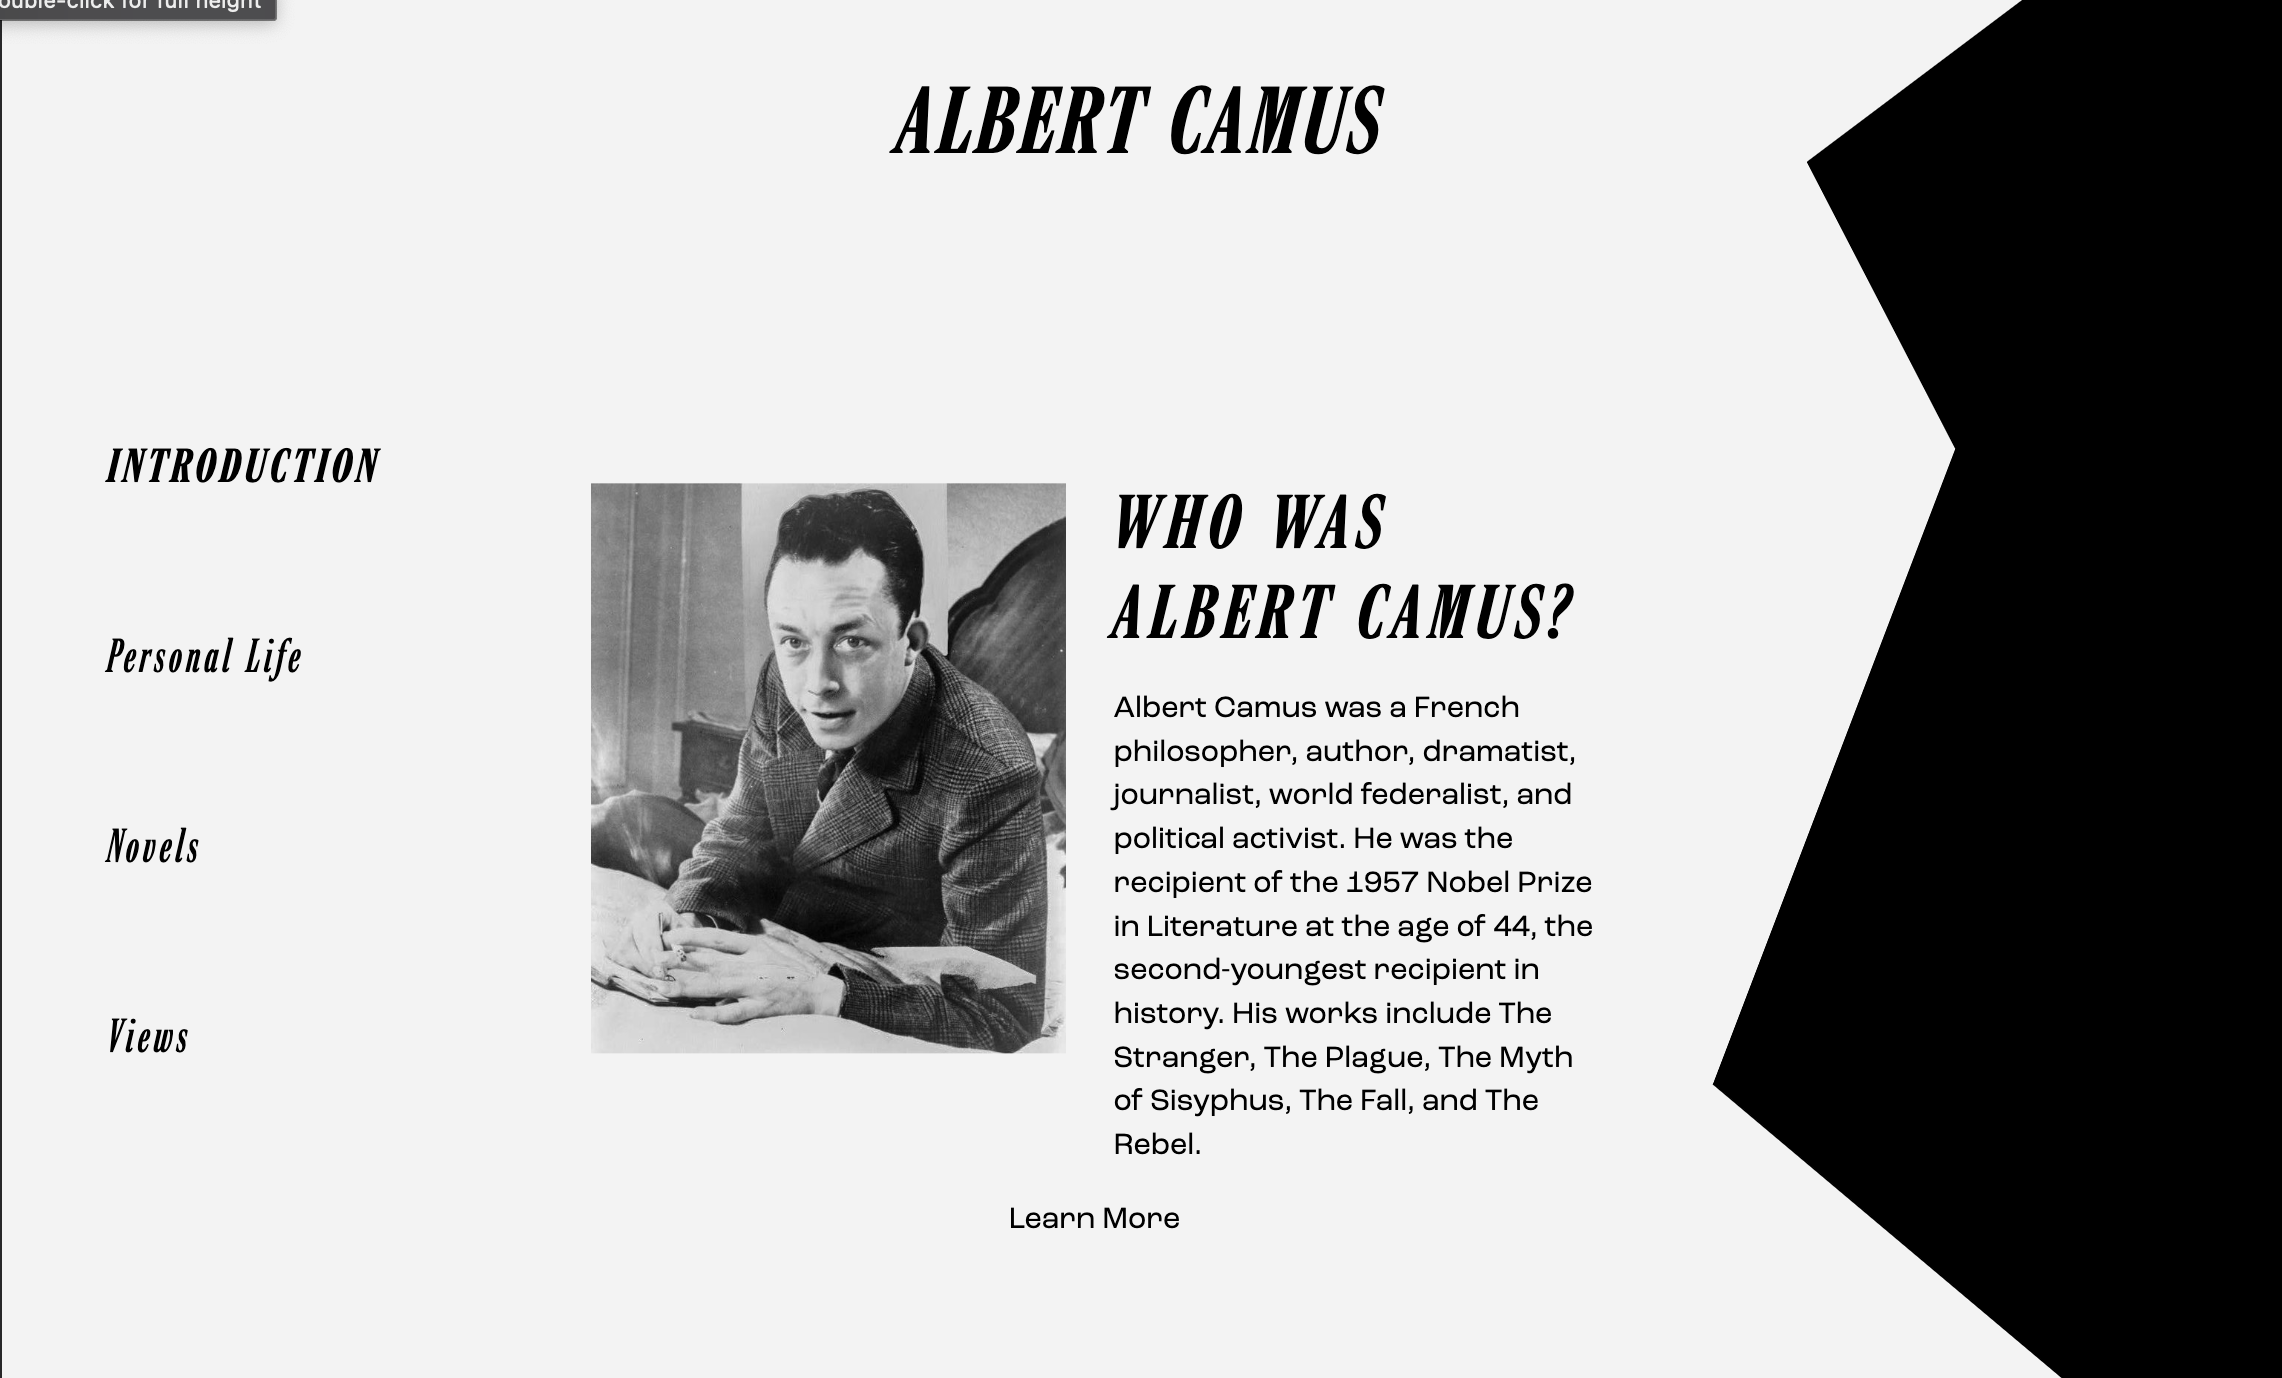 ouble-click for full height
ALBERT CAMUS
INTRODUCTION
Personal Life
Novels
Views
WHO WAS
ALBERT CAMUS?
Albert Camus was a French
philosopher, author, dramatist,
journalist, world federalist, and
political activist. He was the
recipient of the 1957 Nobel Prize
in Literature at the age of 44, the
second-youngest recipient in
history. His works include The
Stranger, The Plague, The Myth
of Sisyphus, The Fall, and The
Rebel.
Learn More